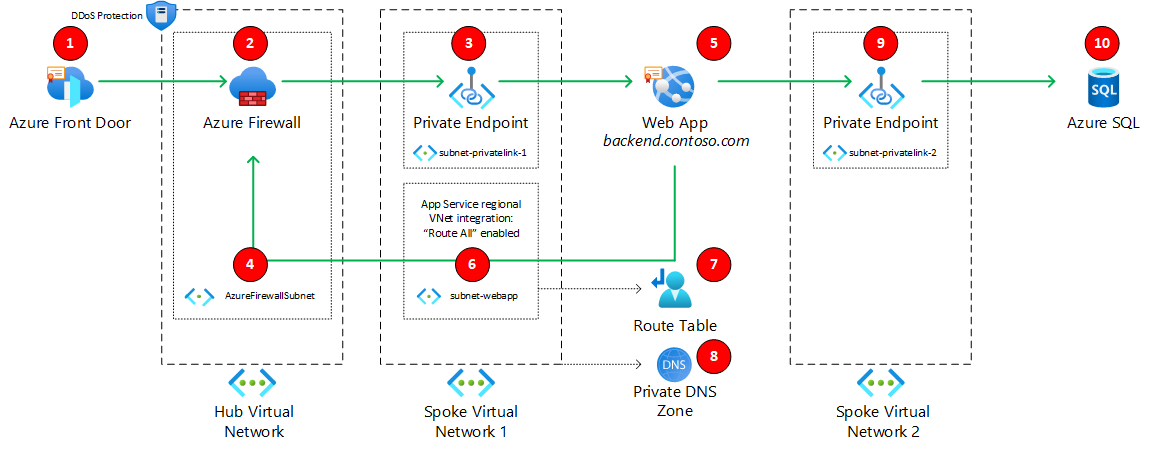 DDoS Protection
1
2
3
5
9
10
SQL
Azure Front Door
Azure Firewall
Private Endpoint
Web App
backend.contoso.com
Private Endpoint
Azure SQL
subnet-privatelink-1
subnet-privatelink-2
App Service regional
VNet integration:
“Route All” enabled
4
6
7
AzureFirewallSubnet
subnet-webapp
Route Table
8
DNS
Private DNS
Zone
Hub Virtual
Network
Spoke Virtual
Network 1
Spoke Virtual
Network 2